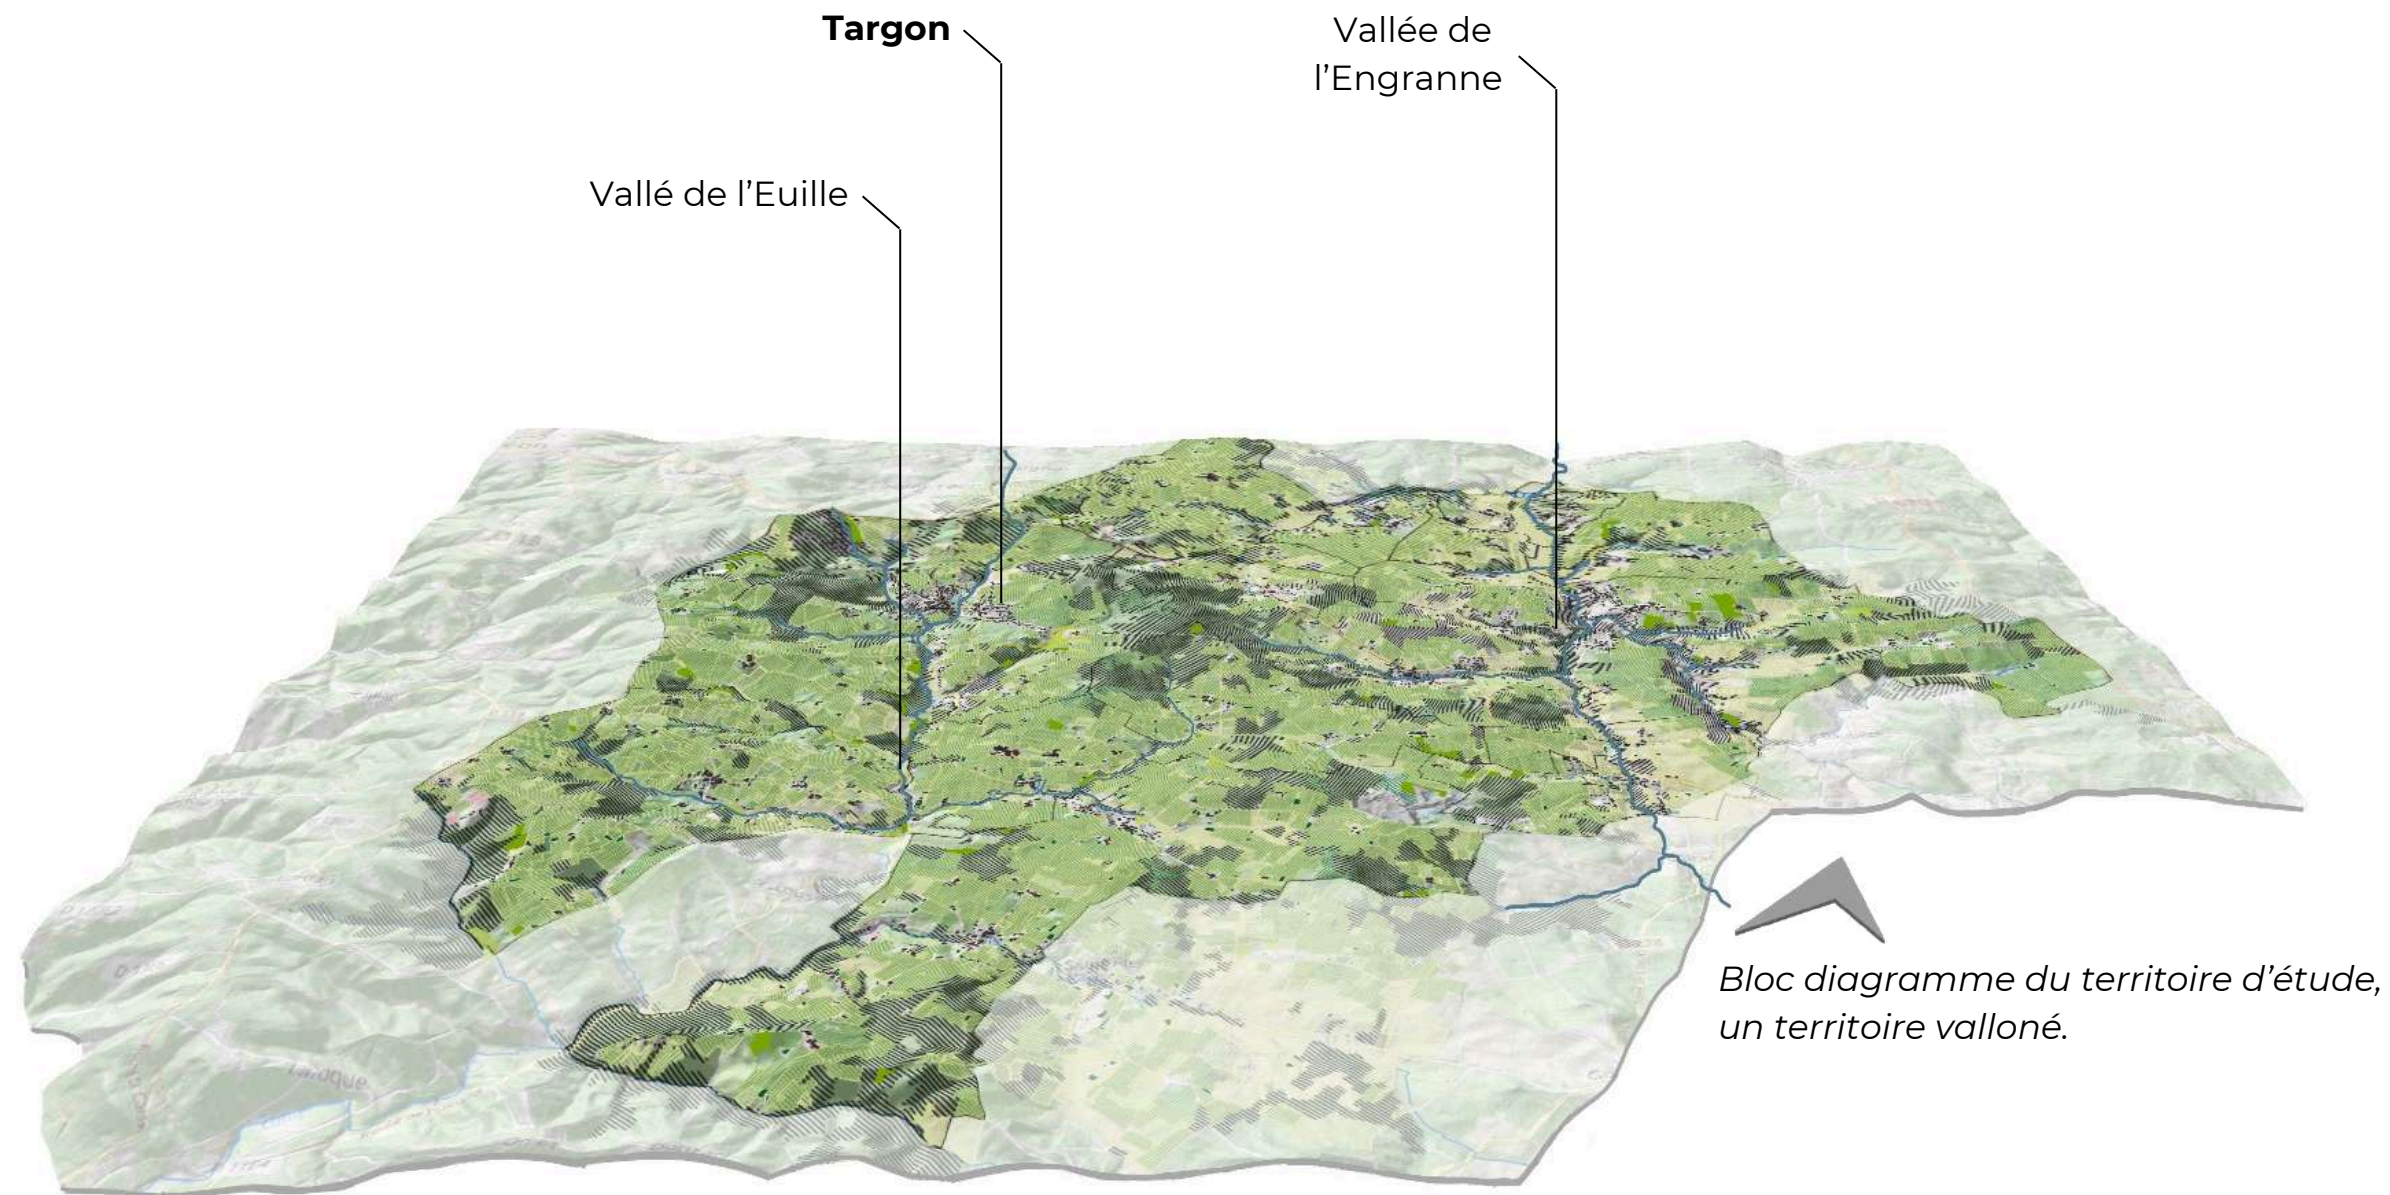 Targon
Vallée de
l’Engranne
Vallé de l’Euille
Bloc diagramme du territoire d’étude,
un territoire valloné.